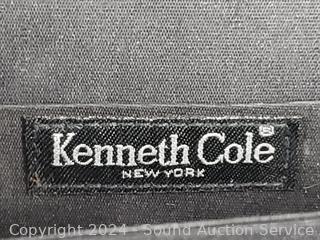 Kenneth Cole®
NEW YORK
Copyright 2024 - Sound Auction Service